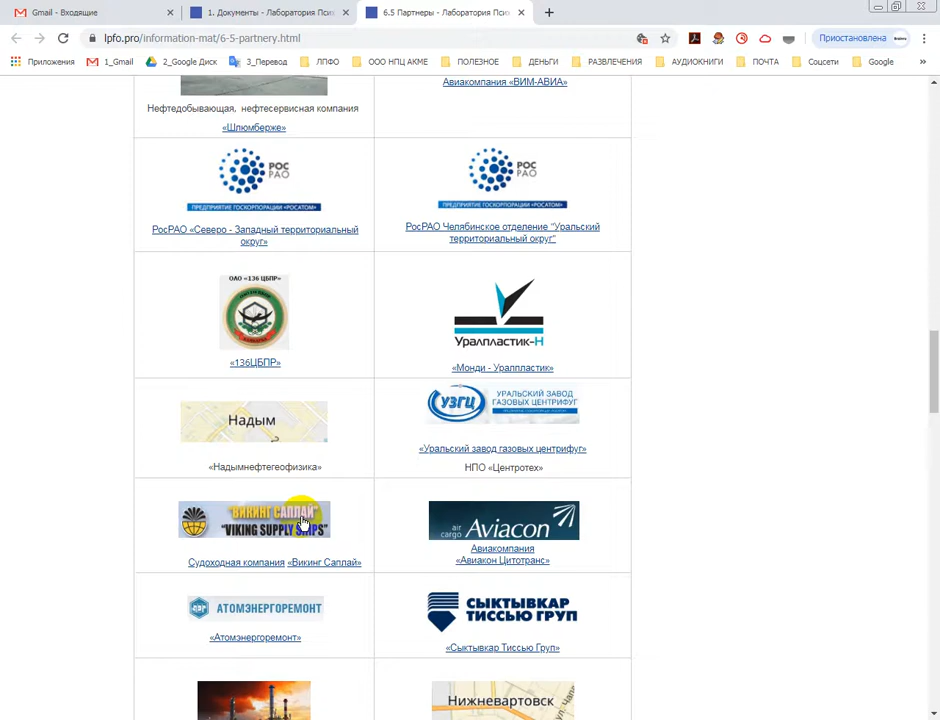 Gmail - Входящие
1. Документы - Лаборатория Пси
6.5 Партнеры - Лаборатория Псих
lpfo.pro/information-mat/6-5-partnery.html
Приостановлена
Приложения
1_Gmail
2_Google Диск
3_Перевод
ЛПФО
ООО НПЦ АКМЕ
ПОЛЕЗНОЕ
ДЕНЬГИ
РАЗВЛЕЧЕНИЯ
АУДИОКНИГИ
ПОЧТА
Соцсети
Google
»
Нефтедобывающая, нефтесервисная компания
«Шлюмберже»
Авиакомпания «ВИМ-АВИА»
РОС
РАО
ПРЕДПРИЯТИЕ ГОСКОРПОРАЦИИ «РОСАТОМ»
РосРАО «Северо - Западный территориальный
округ»
РОС
РАО
ПРЕДПРИЯТИЕ ГОСКОРПОРАЦИИ «РОСАТОМ»
РосРАО Челябинское отделение "Уральский
территориальный округ"
ОАО «136 ЦБПР»
«136ЦБПР»
Уралпластик-Н
«Монди - Уралпластик»
Надым
«Надымнефтегеофизика»
УЗГЦ
УРАЛЬСКИЙ ЗАВОД
ГАЗОВЫХ ЦЕНТРИФУГ
«Уральский завод газовых центрифуг»
НПО «Центротех»
"ВИКИНГ САПЛАЙ"
"VIKING SUPPLY SHIPS"
Судоходная компания «Викинг Саплай»
air
cargo Aviacon
Авиакомпания
«Авиакон Цитотранс»
АТОМЭНЕРГОРЕМОНТ
«Атомэнергоремонт»
СЫКТЫВКАР
ТИССЬЮ ГРУП
«Сыктывкар Тиссью Груп»
Нижневартовск